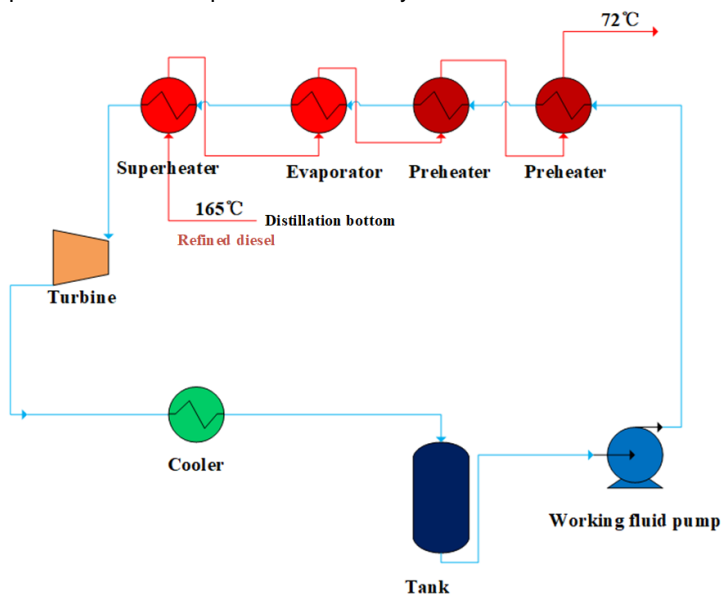 72℃
Superheater
Evaporator
Preheater
Preheater
165℃
Distillation bottom
Refined diesel
Turbine
Cooler
Working fluid pump
Tank